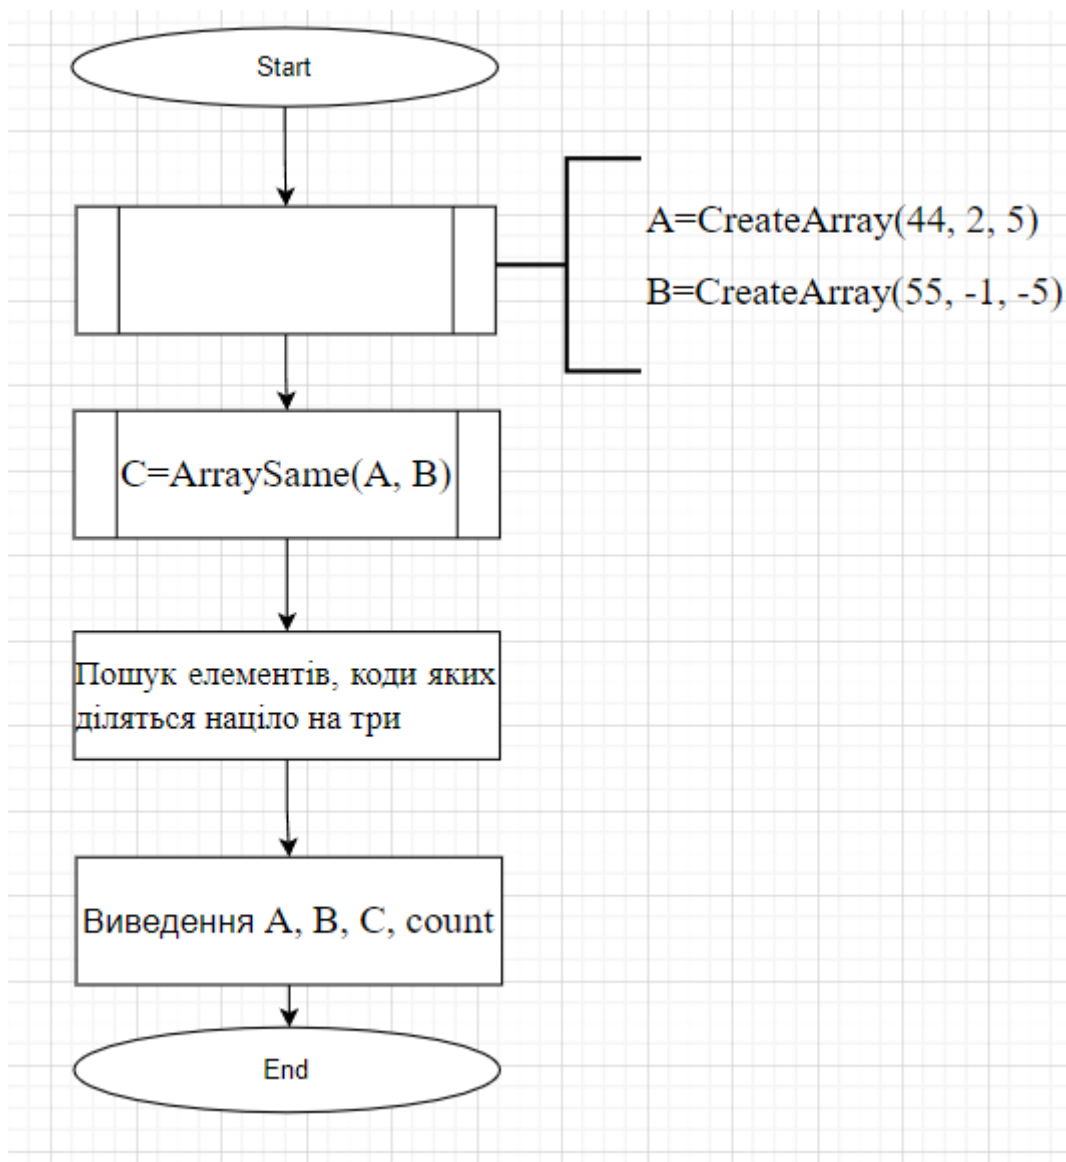 Start
A=CreateArray(44, 2, 5)
B=CreateArray(55, -1, -5)
C=ArraySame(A, B)
Пошук елементів, коди яких
діляться націло на три
Виведення A, B, C, count
End